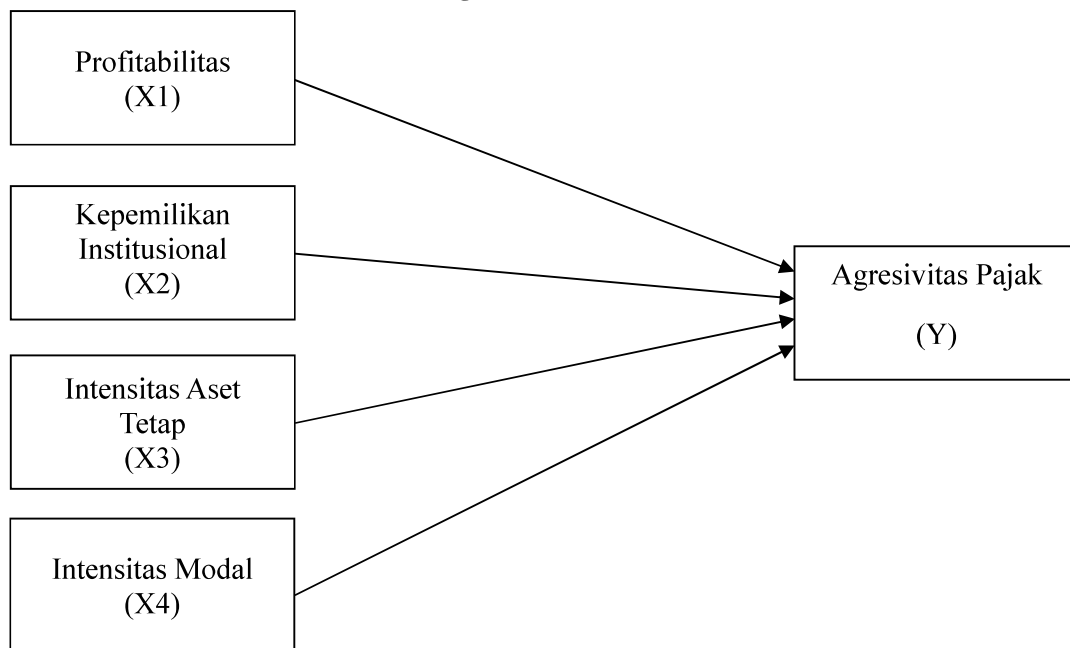 Profitabilitas
(X1)
Kepemilikan
Institusional
(X2)
Agresivitas Pajak
(Y)
Intensitas Aset
Tetap
(X3)
Intensitas Modal
(X4)